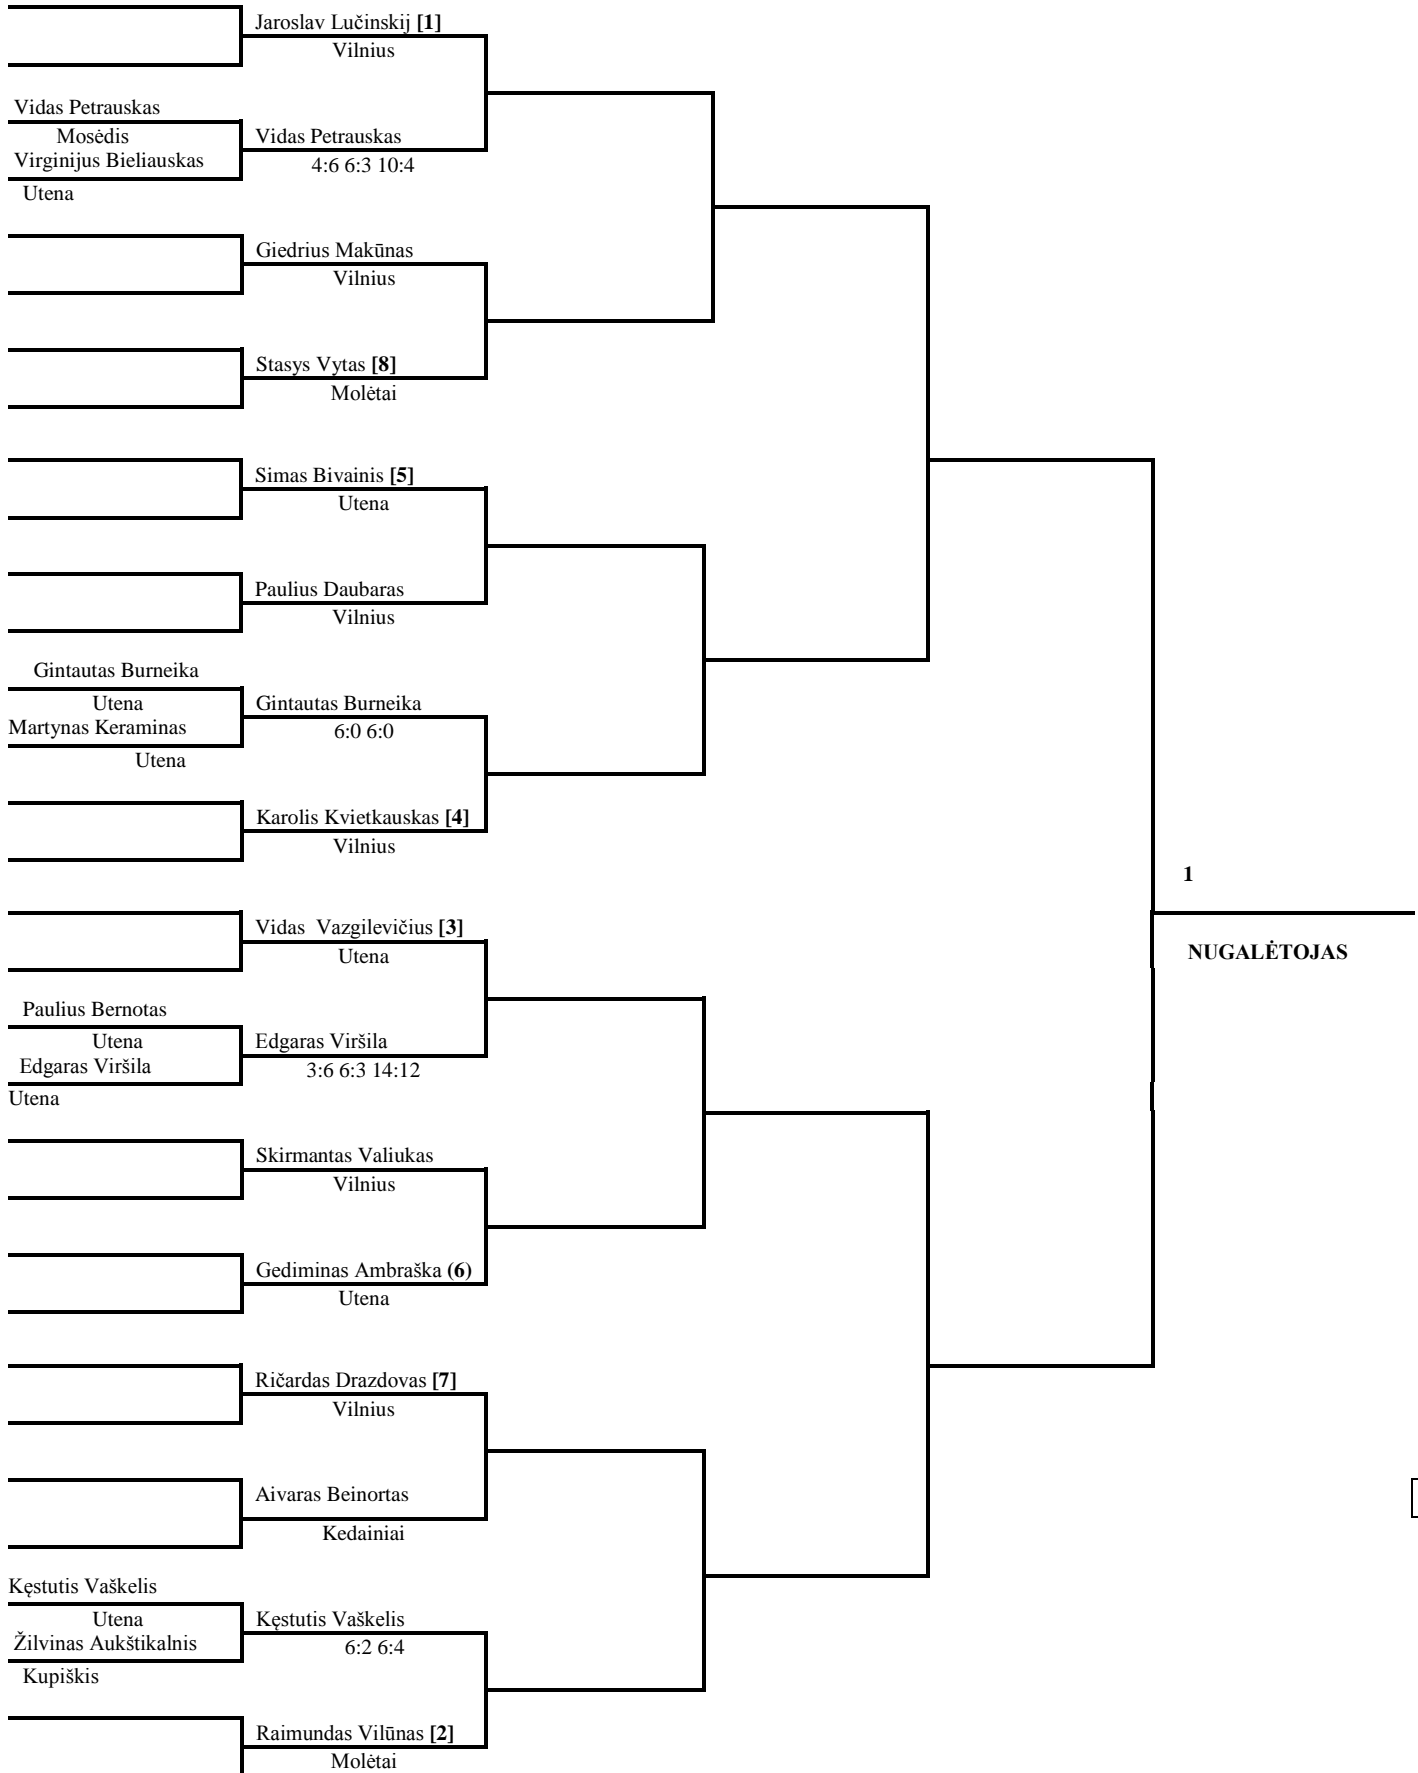 Jaroslav Lučinskij [1]
Vilnius
Vidas Petrauskas
Mosėdis
Virginijus Bieliauskas
Utena
Vidas Petrauskas
4:6 6:3 10:4
Giedrius Makūnas
Vilnius
Stasys Vytas [8]
Molėtai
Simas Bivainis [5]
Utena
Paulius Daubaras
Vilnius
Gintautas Burneika
Utena
Martynas Keraminas
Utena
Gintautas Burneika
6:0 6:0
Karolis Kvietkauskas [4]
Vilnius
1
NUGALĖTOJAS
Vidas  Vazgilevičius [3]
Utena
Paulius Bernotas
Utena
Edgaras Viršila
Utena
Edgaras Viršila
3:6 6:3 14:12
Skirmantas Valiukas
Vilnius
Gediminas Ambraška (6)
Utena
Ričardas Drazdovas [7]
Vilnius
Aivaras Beinortas
Kedainiai
Kęstutis Vaškelis
Utena
Žilvinas Aukštikalnis
Kupiškis
Kęstutis Vaškelis
6:2 6:4
Raimundas Vilūnas [2]
Molėtai